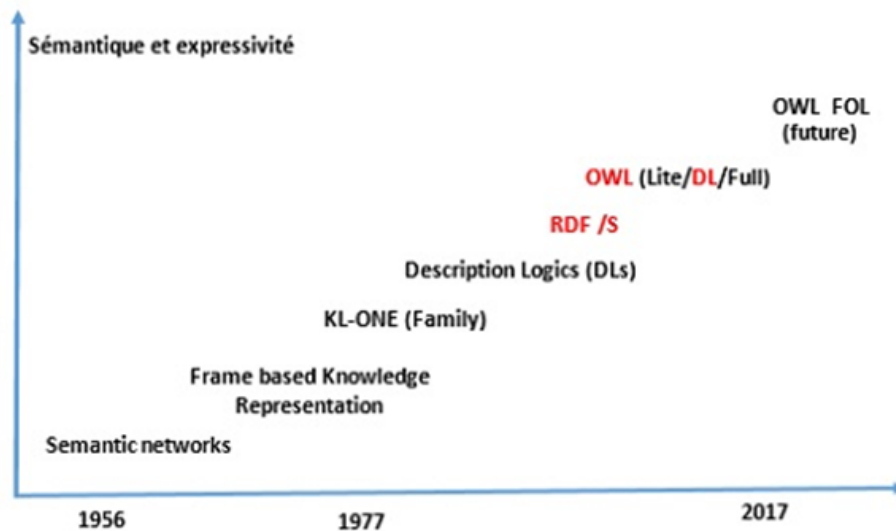 Sémantique et expressivité
OWL FOL
(future)
OWL (Lite/DL/Full)
RDF /S
Description Logics (DLs)
KL-ONE (Family)
Frame based Knowledge
Representation
Semantic networks
1956
1977
2017